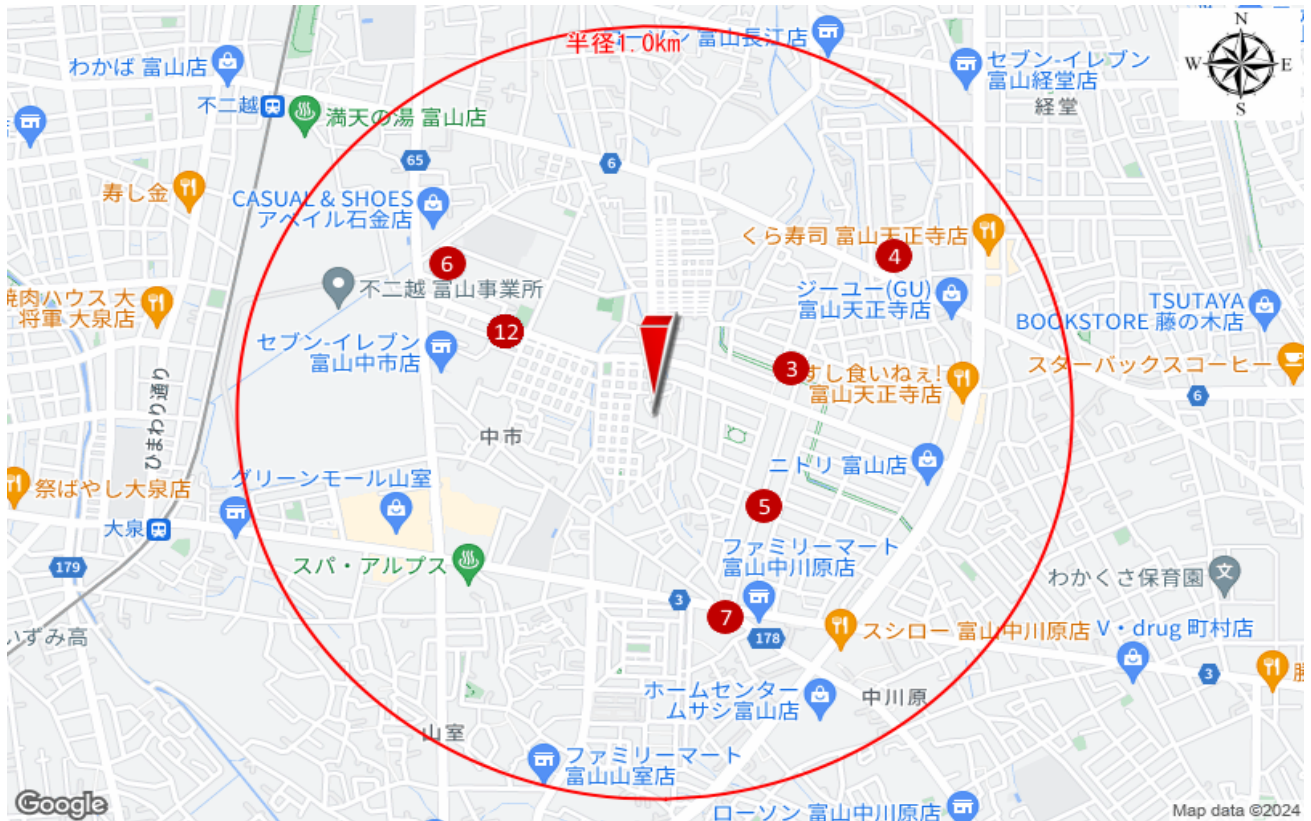 半径1.0km
ローソン 富山長江店
N
W
E
S
わかば 富山店
セブン-イレブン
富山経堂店
経堂
不二越
満天の湯 富山店
65
6
寿し金
CASUAL & SHOES
アベイル石金店
くら寿司 富山天正寺店
4
6
不二越 富山事業所
ジーユー(GU)
富山天正寺店
TSUTAYA
BOOKSTORE 藤の木店
焼肉ハウス 大
将軍 大泉店
12
セブン-イレブン
富山中市店
3
すし食いねぇ!
富山天正寺店
スターバックスコーヒー
6
ひまわり通り
中市
ニトリ 富山店
グリーンモール山室
祭ばやし大泉店
5
大泉
ファミリーマート
富山中川原店
179
スパ・アルプス
わかくさ保育園
3
7
178
スシロー 富山中川原店
V・drug 町村店
いずみ高
3
ホームセンター
ムサシ富山店
中川原
山室
ファミリーマート
富山山室店
ローソン 富山中川原店
Google
Map data ©2024